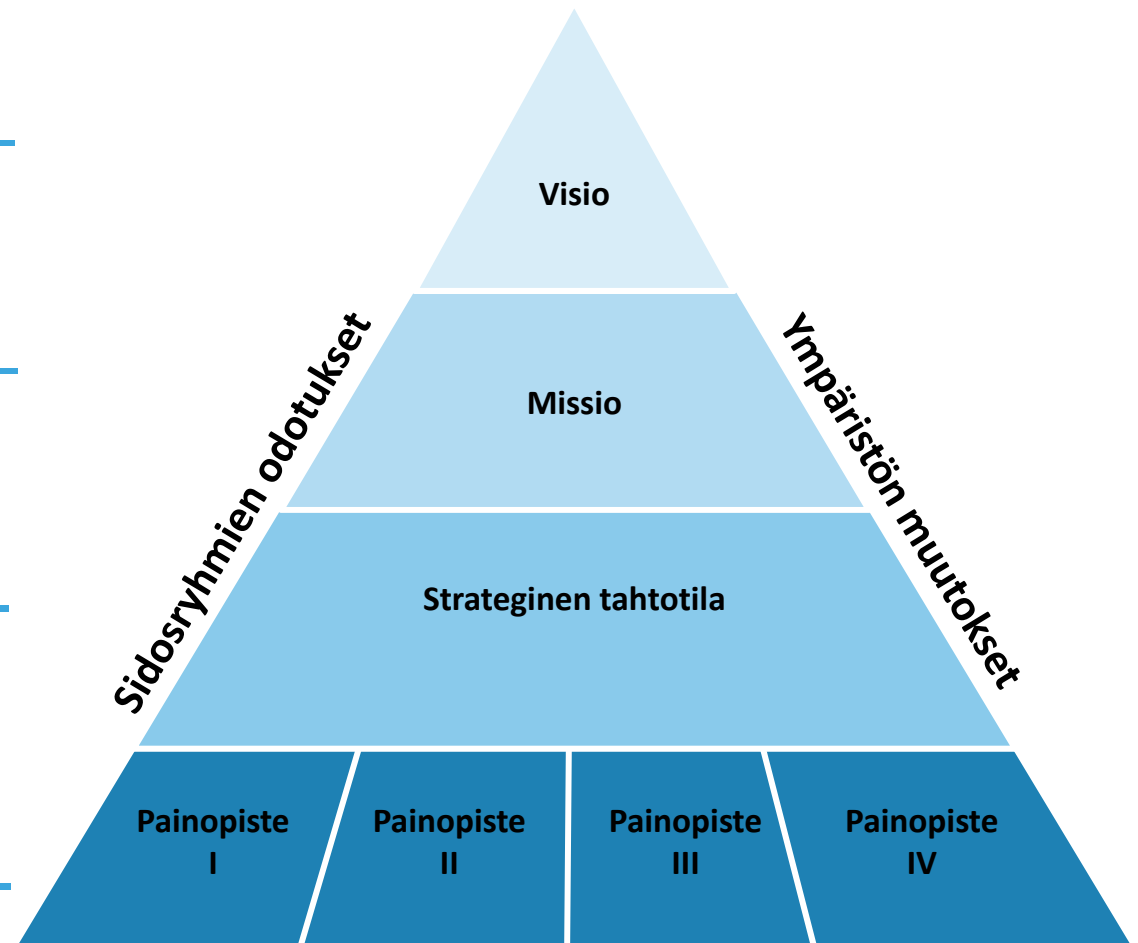 Visio
Sidosryhmien odotukset
Ympäristön muutokset
Missio
Strateginen tahtotila
Painopiste
I
Painopiste
II
Painopiste
III
Painopiste
IV